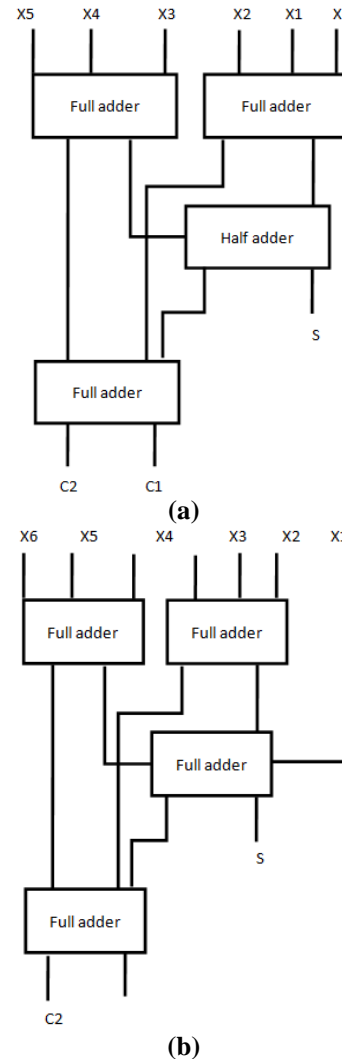 X5 X4 X3 X2 X1 X
Full adder Full adder
Half adder
S
Full adder
C2 C1
(a)
X6 X5 X4 X3 X2 X1
Full adder Full adder
Full adder
S
Full adder
C2
(b)